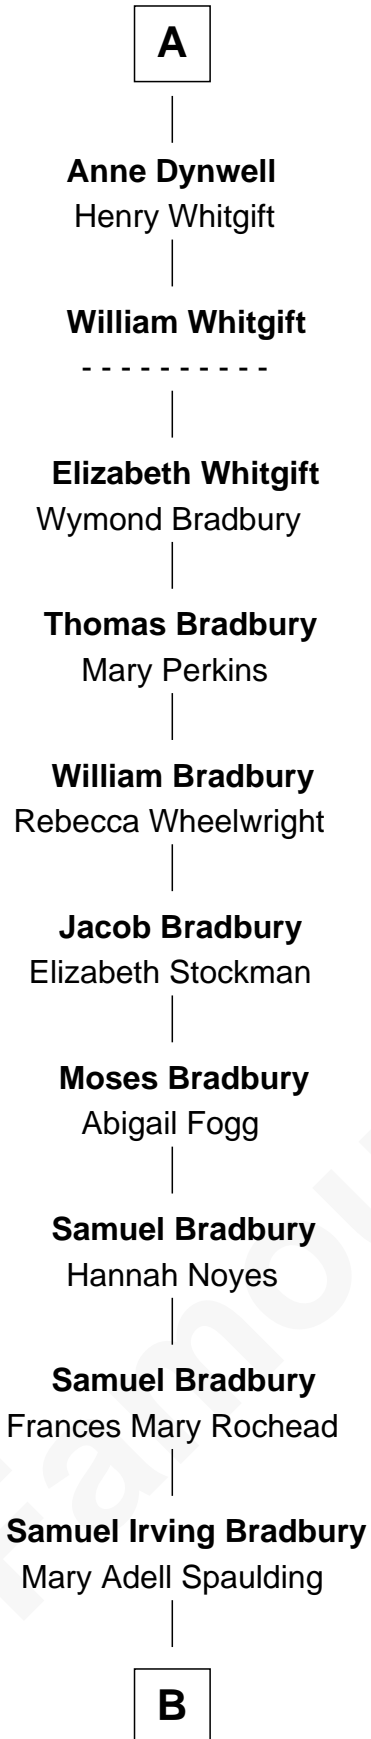 A
Anne Dynwell
Henry Whitgift
William Whitgift
- - - - - - - - - -
Elizabeth Whitgift
Wymond Bradbury
Thomas Bradbury
Mary Perkins
William Bradbury
Rebecca Wheelwright
Jacob Bradbury
Elizabeth Stockman
Moses Bradbury
Abigail Fogg
Samuel Bradbury
Hannah Noyes
Samuel Bradbury
Frances Mary Rochead
Samuel Irving Bradbury
Mary Adell Spaulding
B